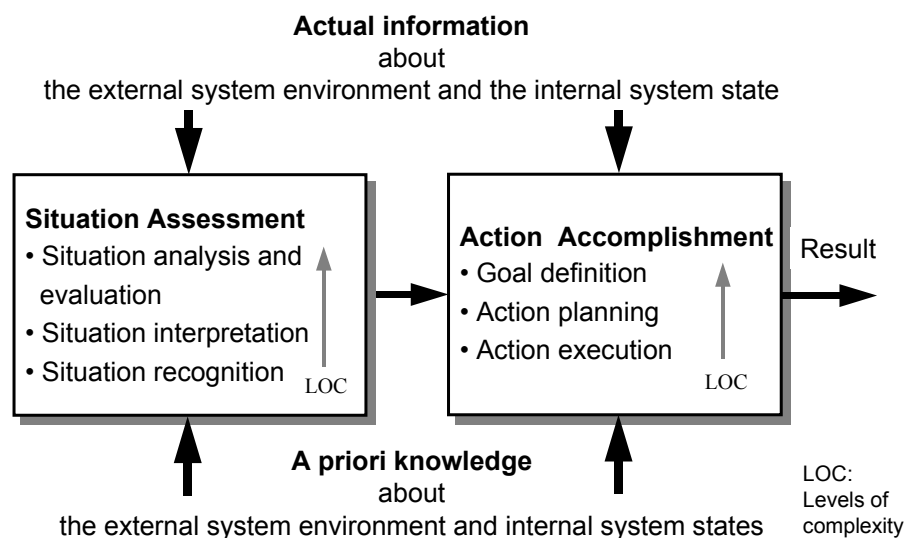 Actual information
about
the external system environment and the internal system state
Situation Assessment
• Situation analysis and
evaluation
• Situation interpretation
• Situation recognition
LOC
Action Accomplishment
• Goal definition
• Action planning
• Action execution
LOC
Result
A priori knowledge
about
the external system environment and internal system states
LOC:
Levels of
complexity